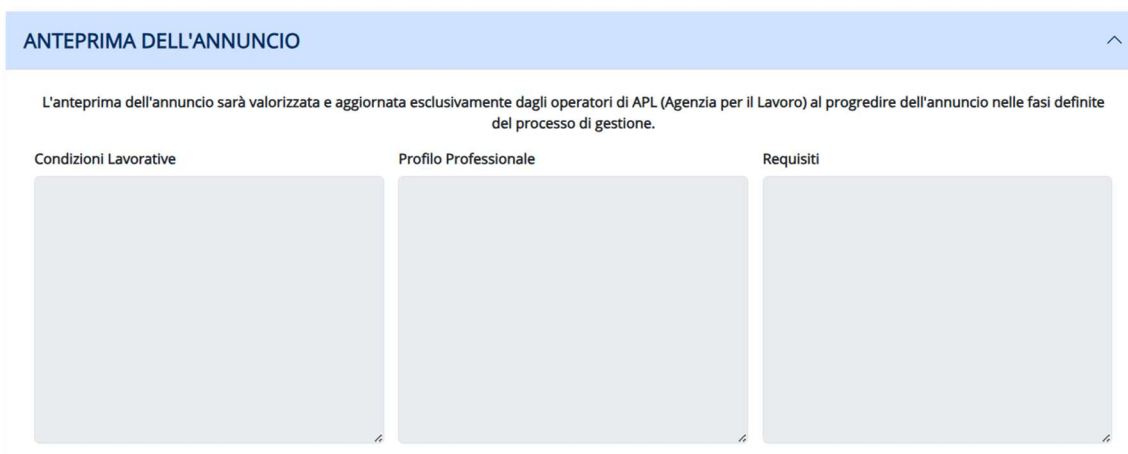 ANTEPRIMA DELL'ANNUNCIO
L'anteprima dell'annuncio sarà valorizzata e aggiornata esclusivamente dagli operatori di APL (Agenzia per il Lavoro) al progredire dell'annuncio nelle fasi definite
del processo di gestione.
Condizioni Lavorative
Profilo Professionale
Requisiti